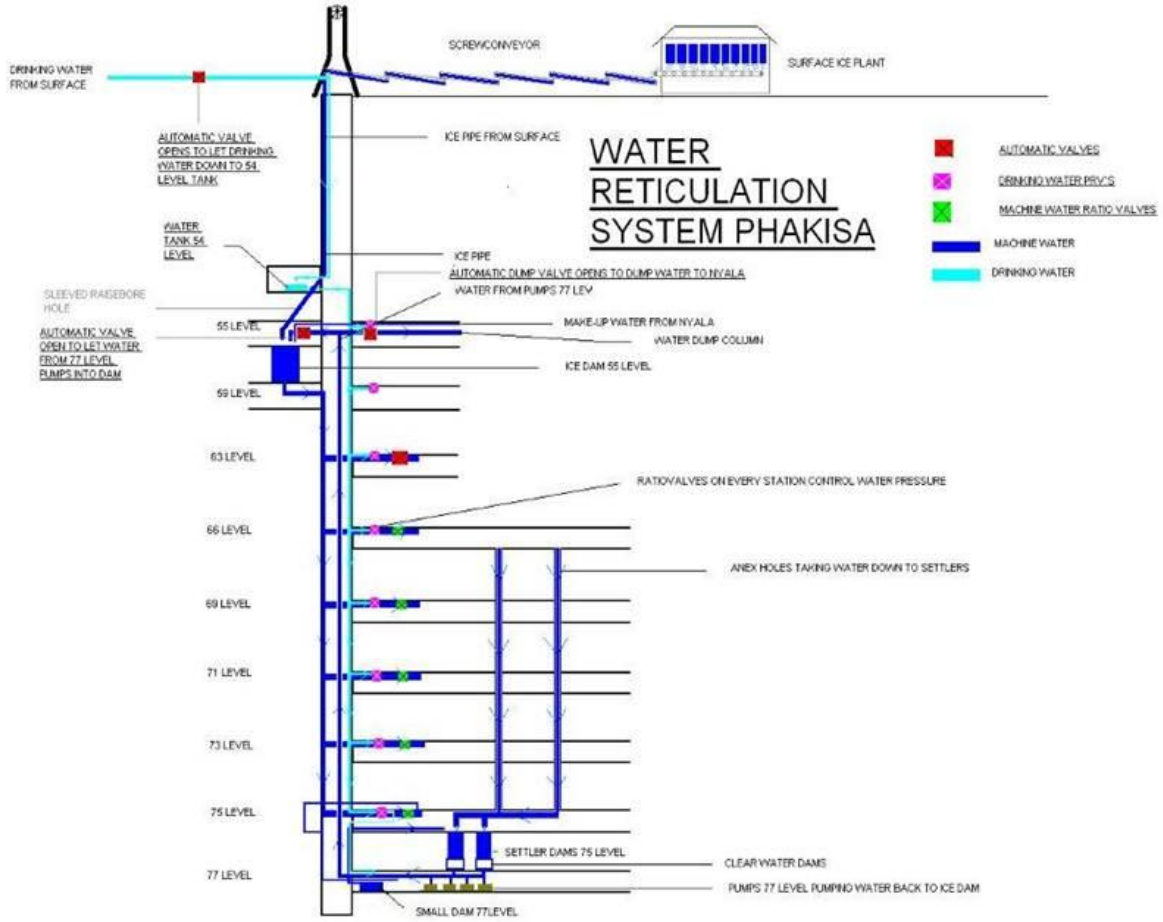 SCREWCONVEYOR
SURFACE ICE PLANT
DRINKING WATER
FROM SURFACE
AUTOMATIC VALVE
OPENS TO LET DRINKING
WATER DOWN TO 54
LEVEL TANK
ICE PIPE FROM SURFACE
WATER
RETICULATION
SYSTEM PHAKISA
AUTOMATIC VALVES
DRINKING WATER PRV'S
MACHINE WATER RATIO VALVES
MACHINE WATER
DRINKING WATER
WATER
TANK 54
LEVEL
ICE PIPE
AUTOMATIC DUMP VALVE OPENS TO DUMP WATER TO NYALA
WATER FROM PUMPS 77 LEV
SLEEVED RAISEBORE
HOLE
55 LEVEL
MAKE-UP WATER FROM NYALA
WATER DUMP COLUMN
AUTOMATIC VALVE
OPEN TO LET WATER
FROM 77 LEVEL
PUMPS INTO DAM
ICE DAM 55 LEVEL
59 LEVEL
63 LEVEL
RATIOVALVES ON EVERY STATION CONTROL WATER PRESSURE
66 LEVEL
ANEX HOLES TAKING WATER DOWN TO SETTLERS
69 LEVEL
71 LEVEL
73 LEVEL
75 LEVEL
SETTLER DAMS 75 LEVEL
CLEAR WATER DAMS
77 LEVEL
PUMPS 77 LEVEL PUMPING WATER BACK TO ICE DAM
SMALL DAM 77LEVEL